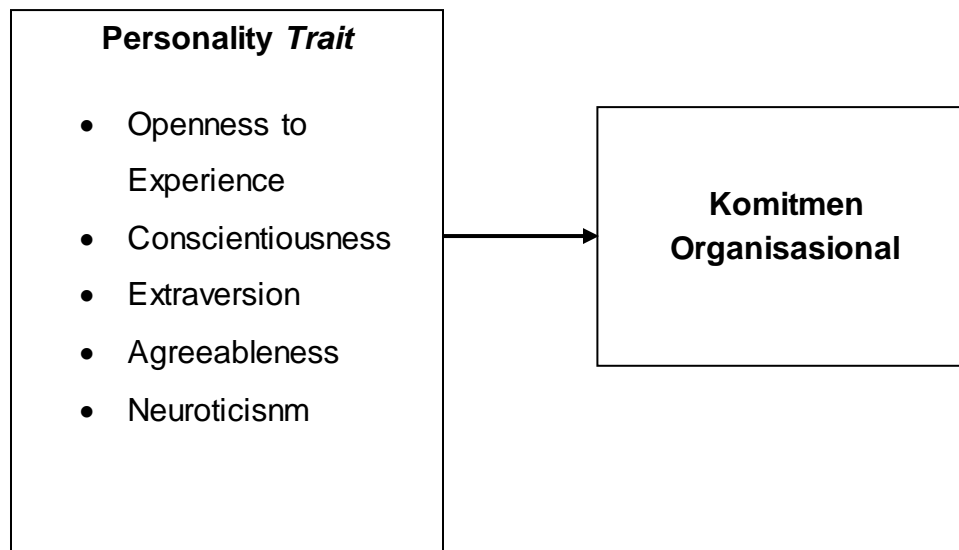 Personality Trait
• Openness to
Experience
• Conscientiousness
• Extraversion
• Agreeableness
• Neuroticisnm
Komitmen
Organisasional